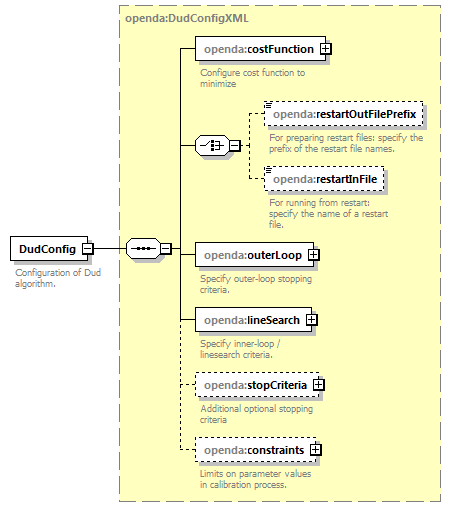 openda:DudConfigXML
openda:costFunction
Configure cost function to
minimize
openda:restartOutFilePrefix
For preparing restart files: specify the
prefix of the restart file names.
openda:restartInFile
For running from restart:
specify the name of a restart
file.
DudConfig
Configuration of Dud
algorithm.
openda:outerLoop
Specify outer-loop stopping
criteria.
openda:lineSearch
Specify inner-loop /
linesearch criteria.
openda:stopCriteria
Additional optional stopping
criteria
openda:constraints
Limits on parameter values
in calibration process.